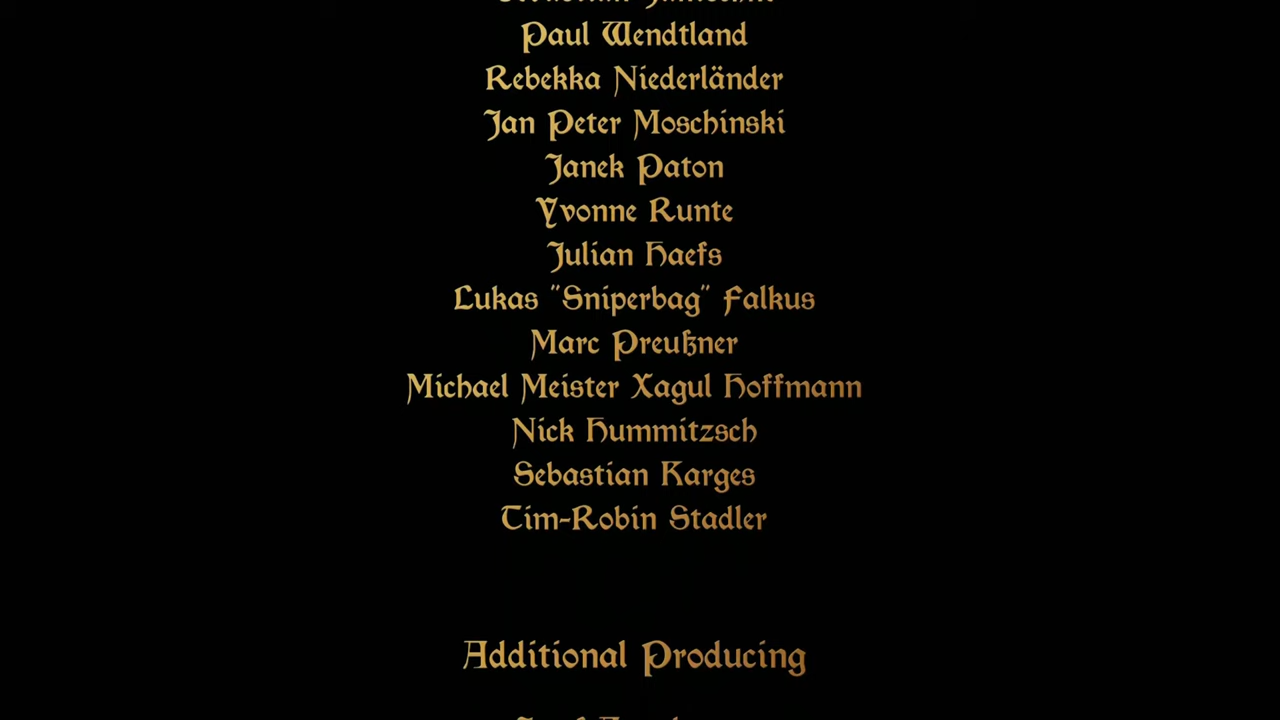 Paul Wendtland
Rebekka Niederländer
Jan Peter Moschinski
Janek Paton
Yvonne Runte
Julian Haefs
Lukas "Sniperbag" Falkus
Marc Preußner
Michael Meister Xagul Hoffmann
Nick Hummitzsch
Sebastian Karges
Tim-Robin Stadler
Additional Producing